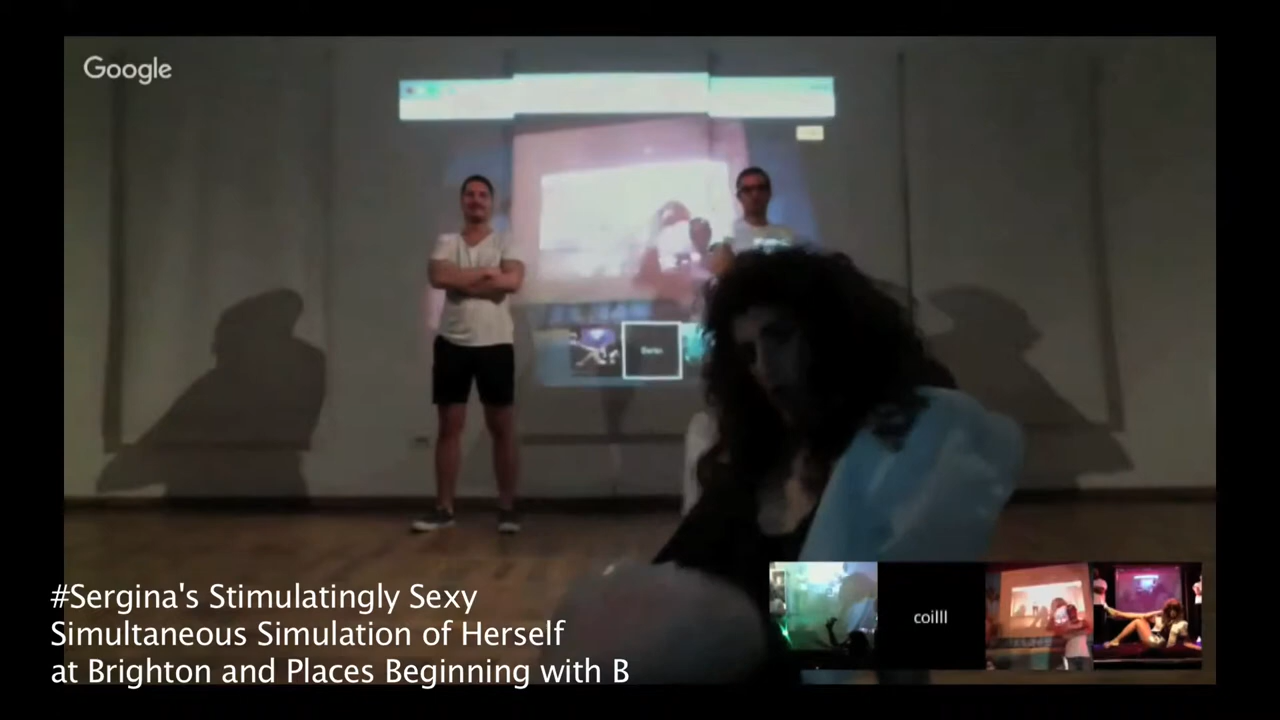 Google
#Sergina's Stimulatingly Sexy
Simultaneous Simulation of Herself
at Brighton and Places Beginning with B
coilll